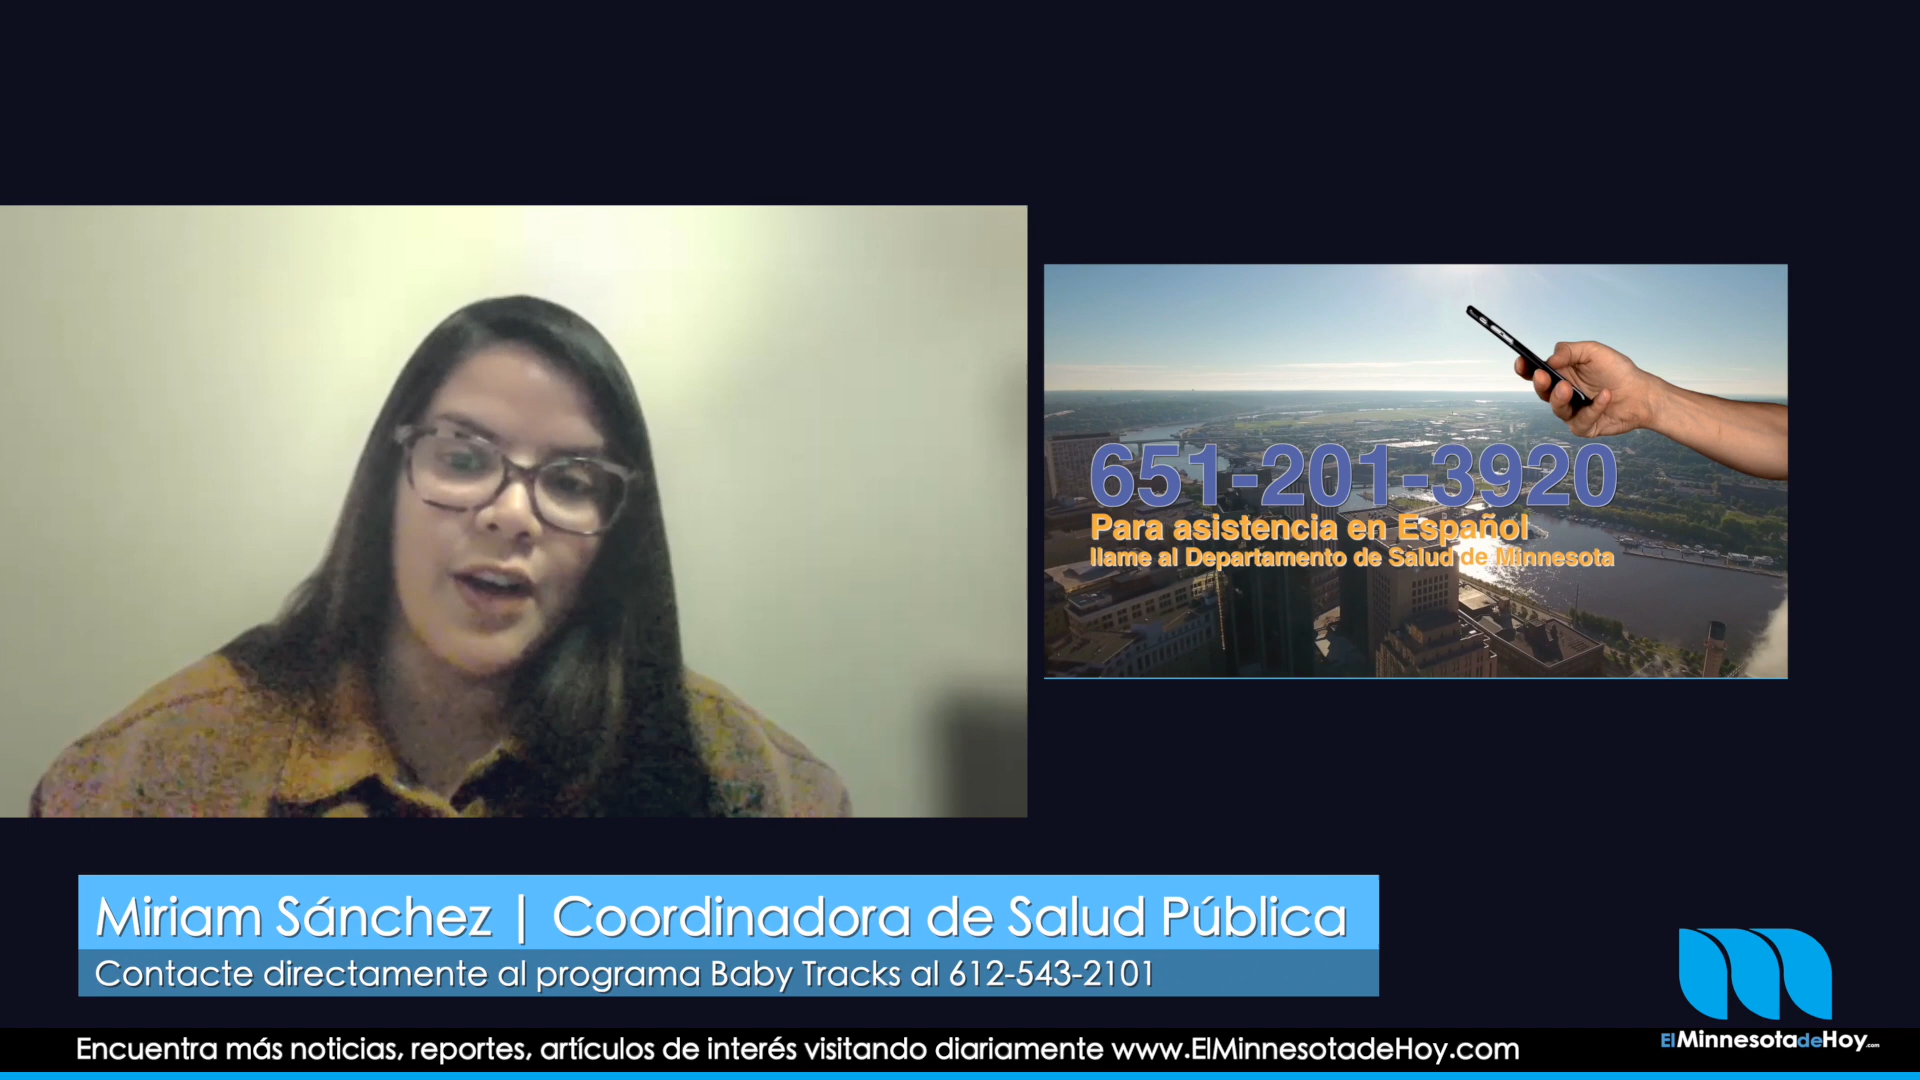 651-201-3920
Para asistencia en Español
llame al Departamento de Salud de Minnesota
Miriam Sánchez | Coordinadora de Salud Pública
Contacte directamente al programa Baby Tracks al 612-543-2101
Encuentra más noticias, reportes, artículos de interés visitando diariamente www.ElMinnesotadeHoy.com
ElMinnesotadeHoy.com